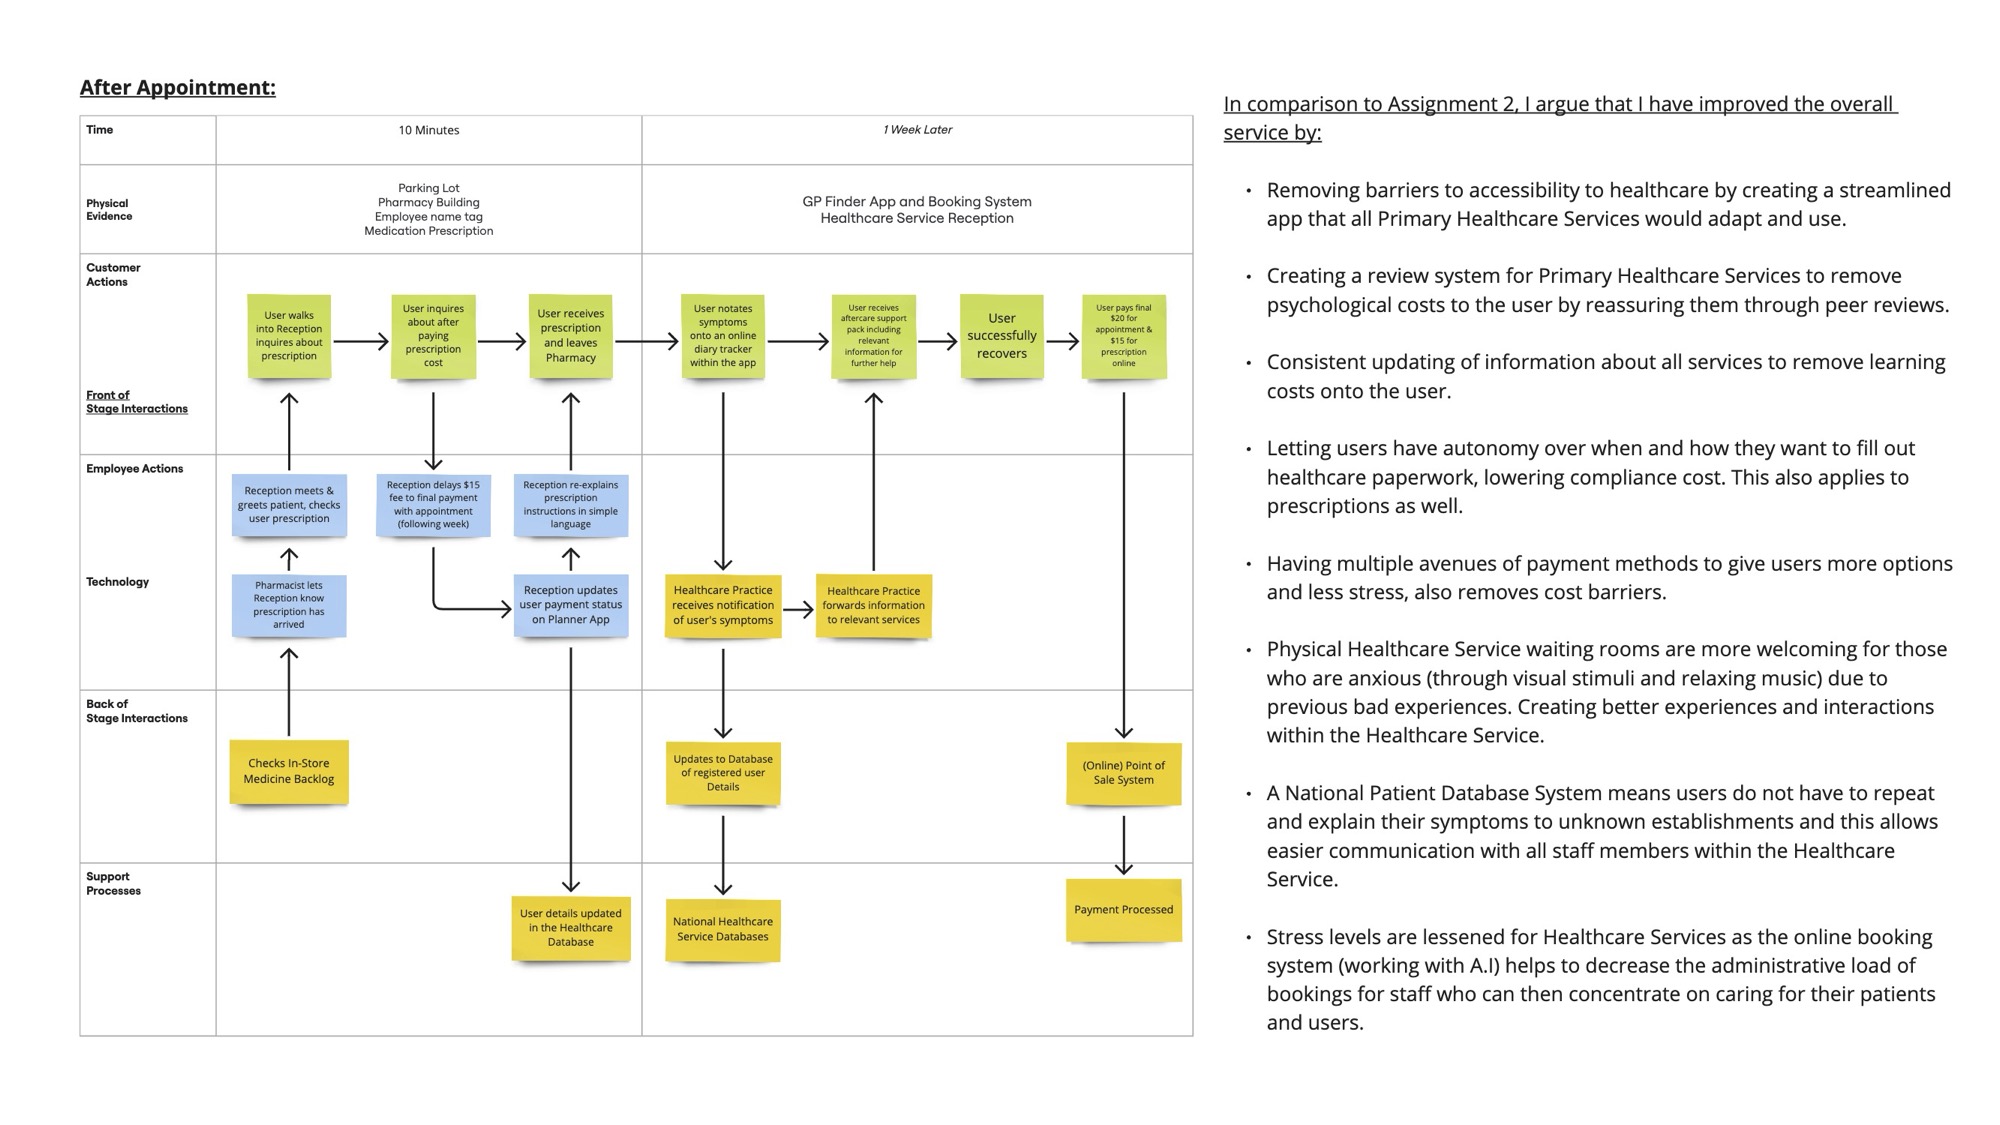 After Appointment:
Time
10 Minutes
1 Week Later
Physical
Evidence
Parking Lot
Pharmacy Building
Employee name tag
Medication Prescription
GP Finder App and Booking System
Healthcare Service Reception
Customer
Actions
User walks
into Reception
inquires about
prescription
User inquires
about after
paying
prescription
cost
User receives
prescription
and leaves
Pharmacy
User notates
symptoms
onto an online
diary tracker
within the app
User receives
aftercare support
pack including
relevant
information for
further help
User
successfully
recovers
User pays final
$20 for
appointment &
$15 for
prescription
online
Front of
Stage Interactions
Employee Actions
Reception meets &
greets patient, checks
user prescription
Reception delays $15
fee to final payment
with appointment
(following week)
Reception re-explains
prescription
instructions in simple
language
Technology
Pharmacist lets
Reception know
prescription has
arrived
Reception updates
user payment status
on Planner App
Healthcare Practice
receives notification
of user's symptoms
Healthcare Practice
forwards information
to relevant services
Back of
Stage Interactions
Checks In-Store
Medicine Backlog
Updates to Database
of registered user
Details
(Online) Point of
Sale System
Support
Processes
User details updated
in the Healthcare
Database
National Healthcare
Service Databases
Payment Processed
In comparison to Assignment 2, I argue that I have improved the overall
service by:
• Removing barriers to accessibility to healthcare by creating a streamlined
app that all Primary Healthcare Services would adapt and use.
• Creating a review system for Primary Healthcare Services to remove
psychological costs to the user by reassuring them through peer reviews.
• Consistent updating of information about all services to remove learning
costs onto the user.
• Letting users have autonomy over when and how they want to fill out
healthcare paperwork, lowering compliance cost. This also applies to
prescriptions as well.
• Having multiple avenues of payment methods to give users more options
and less stress, also removes cost barriers.
• Physical Healthcare Service waiting rooms are more welcoming for those
who are anxious (through visual stimuli and relaxing music) due to
previous bad experiences. Creating better experiences and interactions
within the Healthcare Service.
• A National Patient Database System means users do not have to repeat
and explain their symptoms to unknown establishments and this allows
easier communication with all staff members within the Healthcare
Service.
• Stress levels are lessened for Healthcare Services as the online booking
system (working with A.I) helps to decrease the administrative load of
bookings for staff who can then concentrate on caring for their patients
and users.